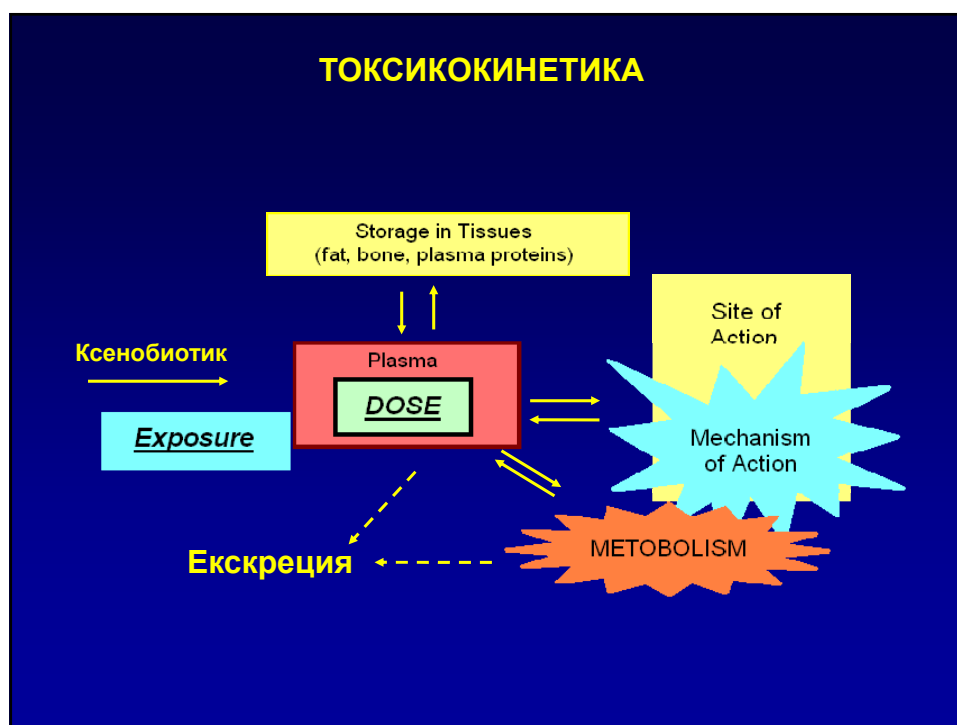 ТОКСИКОКИНЕТИКА
Storage in Tissues
(fat, bone, plasma proteins)
Site of
Action
Ксенобиотик
Plasma
DOSE
Exposure
Mechanism
of Action
METOBOLISM
Екскреция